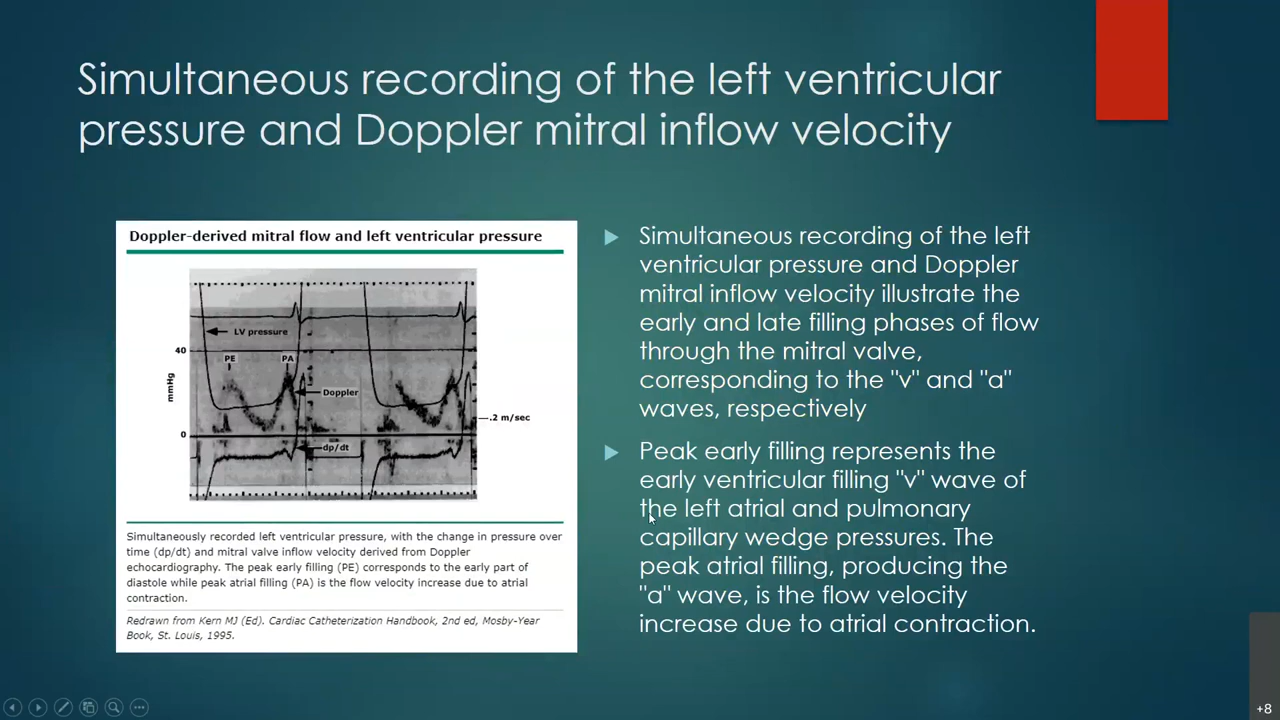 Simultaneous recording of the left ventricular
pressure and Doppler mitral inflow velocity
Doppler-derived mitral flow and left ventricular pressure
LV pressure
40
PE
PA
mmHg
Doppler
.2 m/sec
0
dp/dt
Simultaneously recorded left ventricular pressure, with the change in pressure over
time (dp/dt) and mitral valve inflow velocity derived from Doppler
echocardiography. The peak early filling (PE) corresponds to the early part of
diastole while peak atrial filling (PA) is the flow velocity increase due to atrial
contraction.
Redrawn from Kern MJ (Ed). Cardiac Catheterization Handbook, 2nd ed, Mosby-Year
Book, St. Louis, 1995.
Simultaneous recording of the left
ventricular pressure and Doppler
mitral inflow velocity illustrate the
early and late filling phases of flow
through the mitral valve,
corresponding to the "v" and "a"
waves, respectively
Peak early filling represents the
early ventricular filling "v" wave of
the left atrial and pulmonary
capillary wedge pressures. The
peak atrial filling, producing the
"a" wave, is the flow velocity
increase due to atrial contraction.
+8